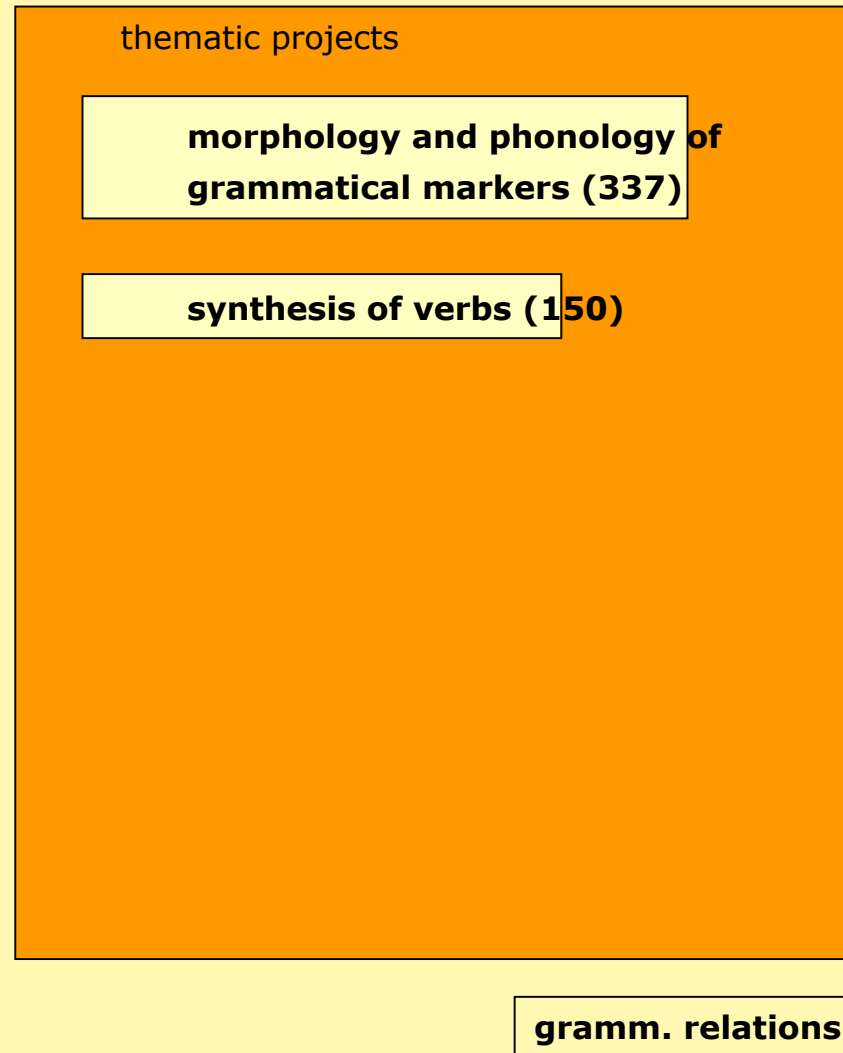 thematic projects
morphology and phonology of
grammatical markers (337)
synthesis of verbs (150)
gramm. relations